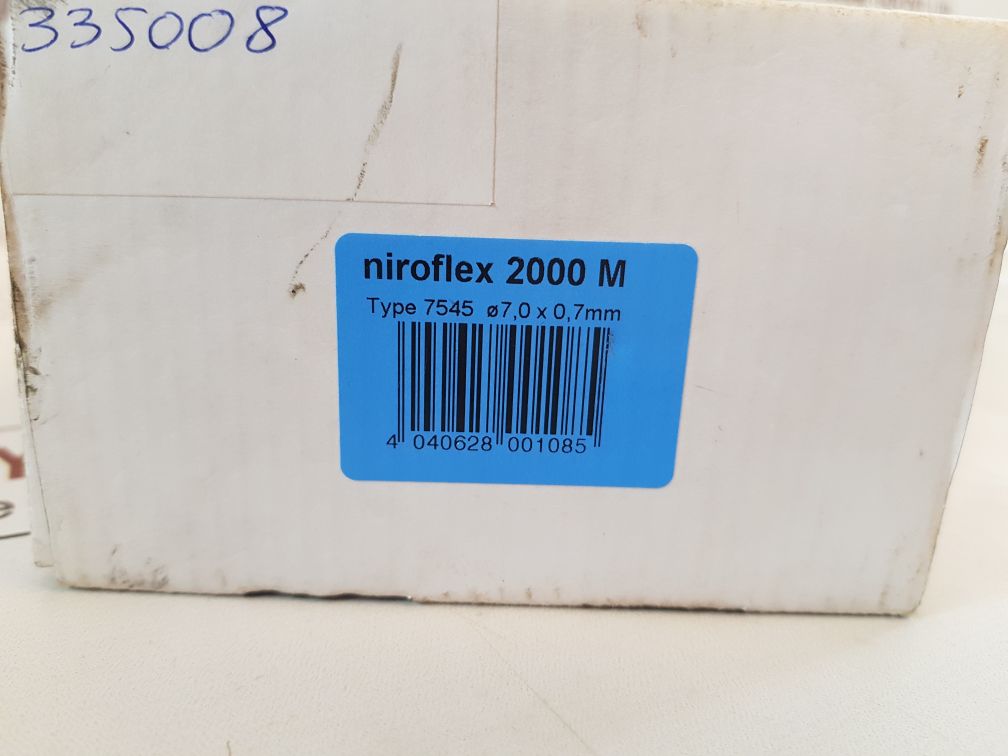 335008
niroflex 2000 M
Type 7545 ø7,0 x 0,7mm
4 040628 001085